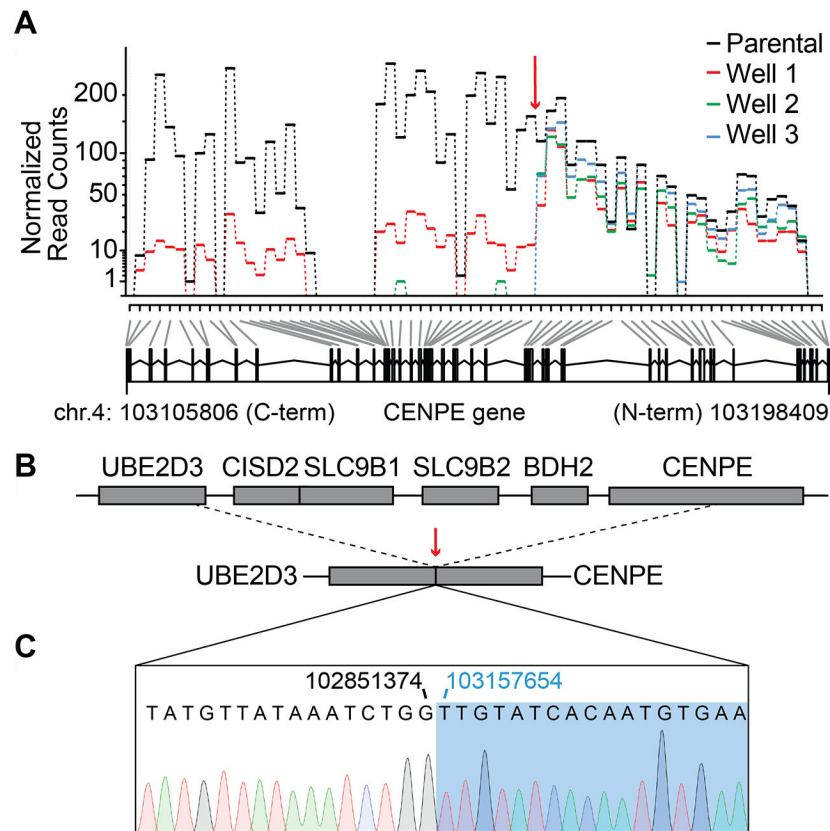 A
Parental
Well 1
Well 2
Well 3
Normalized
Read Counts
200
100
50
10
1
chr.4: 103105806 (C-term) CENPE gene (N-term) 103198409
B
UBE2D3 CISD2 SLC9B1 SLC9B2 BDH2 CENPE
UBE2D3 CENPE
C
102851374 103157654
TATGTTATAAATCTGGTTGTATCACAATGTGAA